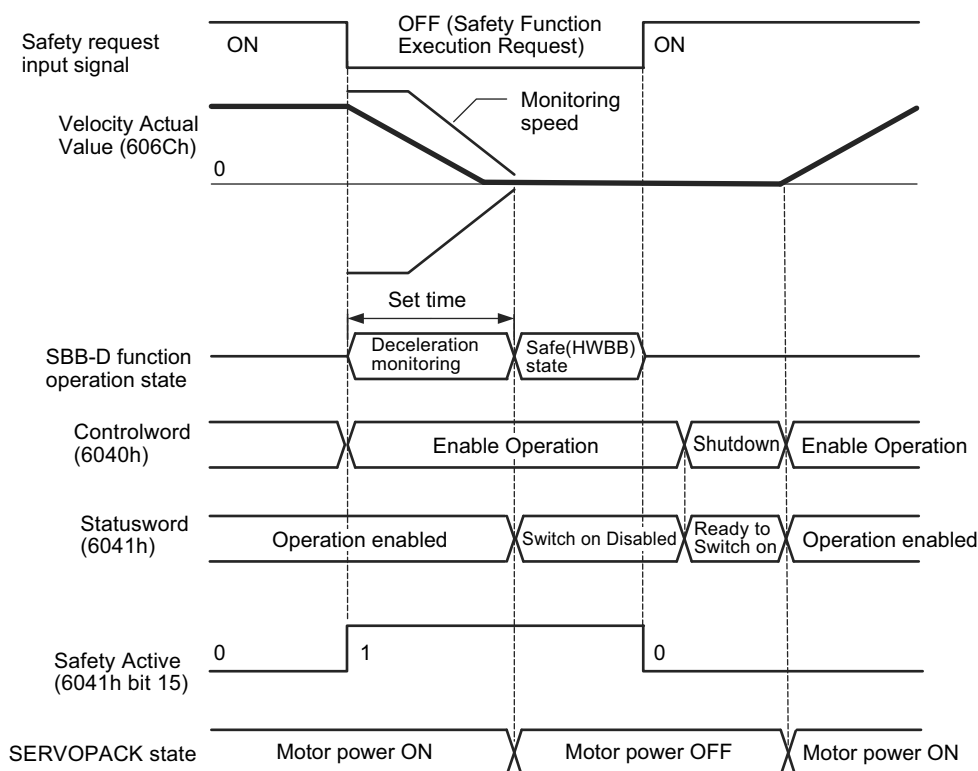 Safety request
input signal
ON
OFF (Safety Function
Execution Request)
ON
Velocity Actual
Value (606Ch)
Monitoring
speed
0
Set time
SBB-D function
operation state
Deceleration
monitoring
Safe(HWBB)
state
Controlword
(6040h)
Enable Operation
Shutdown
Enable Operation
Statusword
(6041h)
Operation enabled
Switch on Disabled
Ready to
Switch on
Operation enabled
Safety Active
(6041h bit 15)
0
1
0
SERVOPACK state
Motor power ON
Motor power OFF
Motor power ON